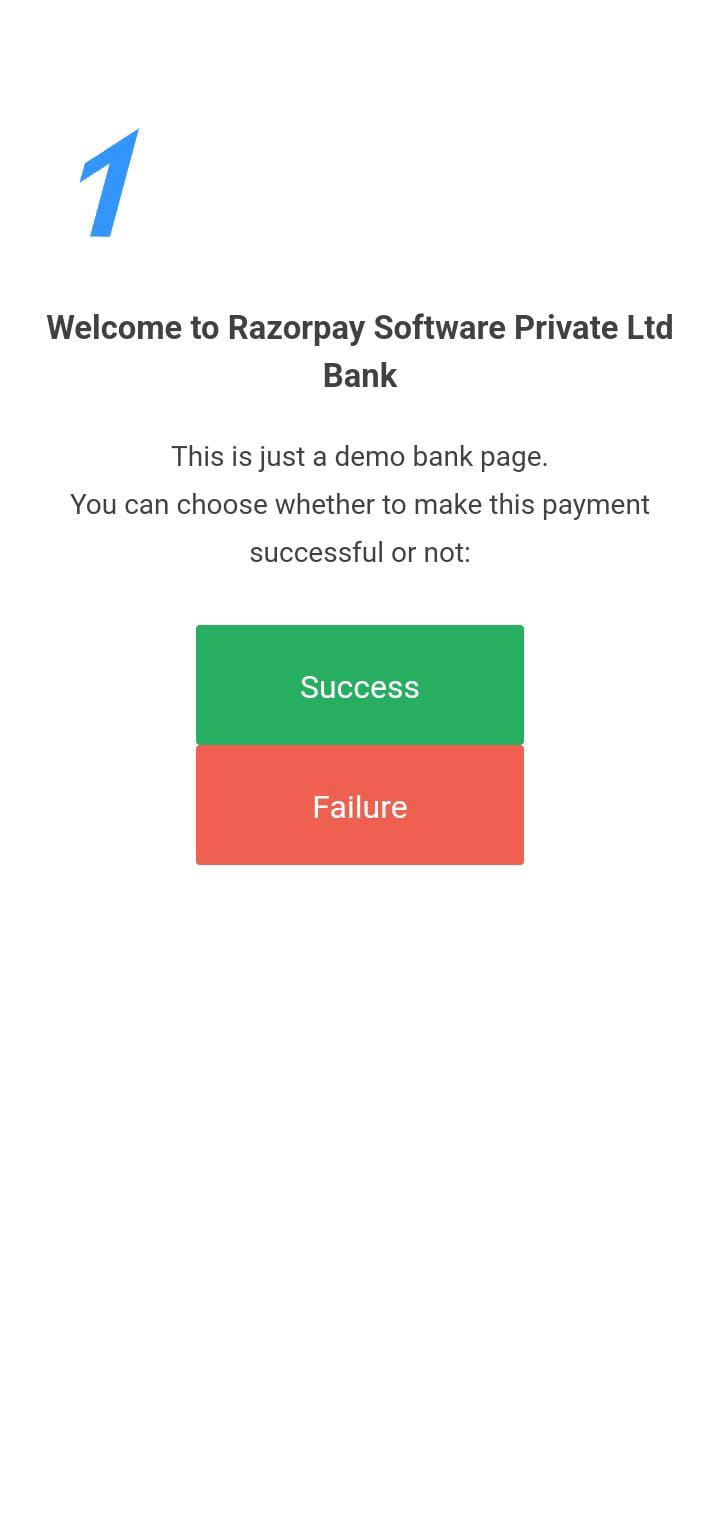 Welcome to Razorpay Software Private Ltd
Bank
This is just a demo bank page.
You can choose whether to make this payment
successful or not:
Success
Failure